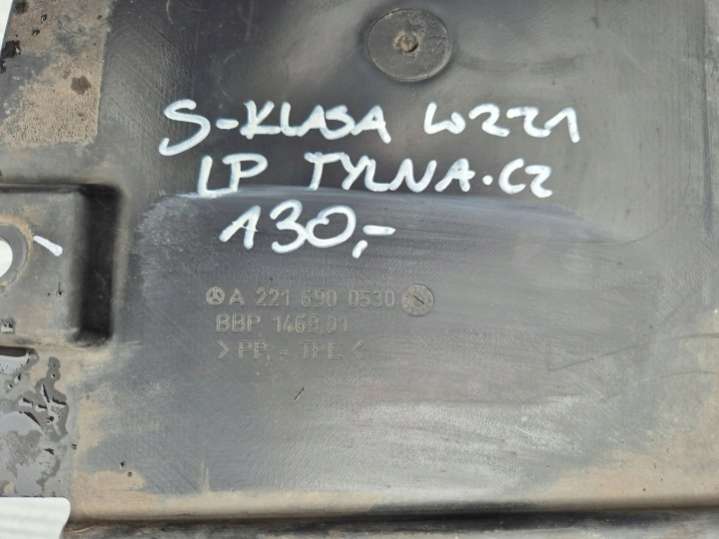 S-KLASA W221
LP TYLNA.CZ
130,-
A 221 690 0530
BBP 1468.01
>PP - TPE<